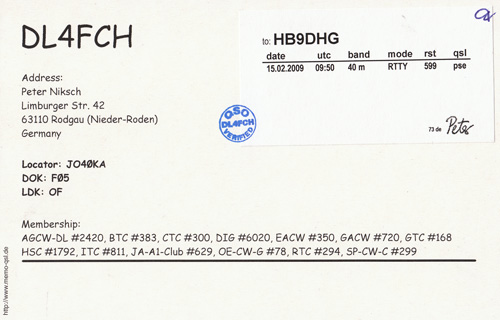 DL4FCH
to: HB9DHG
date utc band mode rst qsl
15.02.2009 09:50 40 m RTTY 599 pse
73 de Peter
QSO
DL4FCH
VERIFIED
Address:
Peter Niksch
Limburger Str. 42
63110 Rodgau (Nieder-Roden)
Germany
Locator: JO40KA
DOK: F05
LDK: OF
Membership:
AGCW-DL #2420, BTC #383, CTC #300, DIG #6020, EACW #350, GACW #720, GTC #168
HSC #1792, ITC #811, JA-A1-Club #629, OE-CW-G #78, RTC #294, SP-CW-C #299
http://www.memo-qsl.de